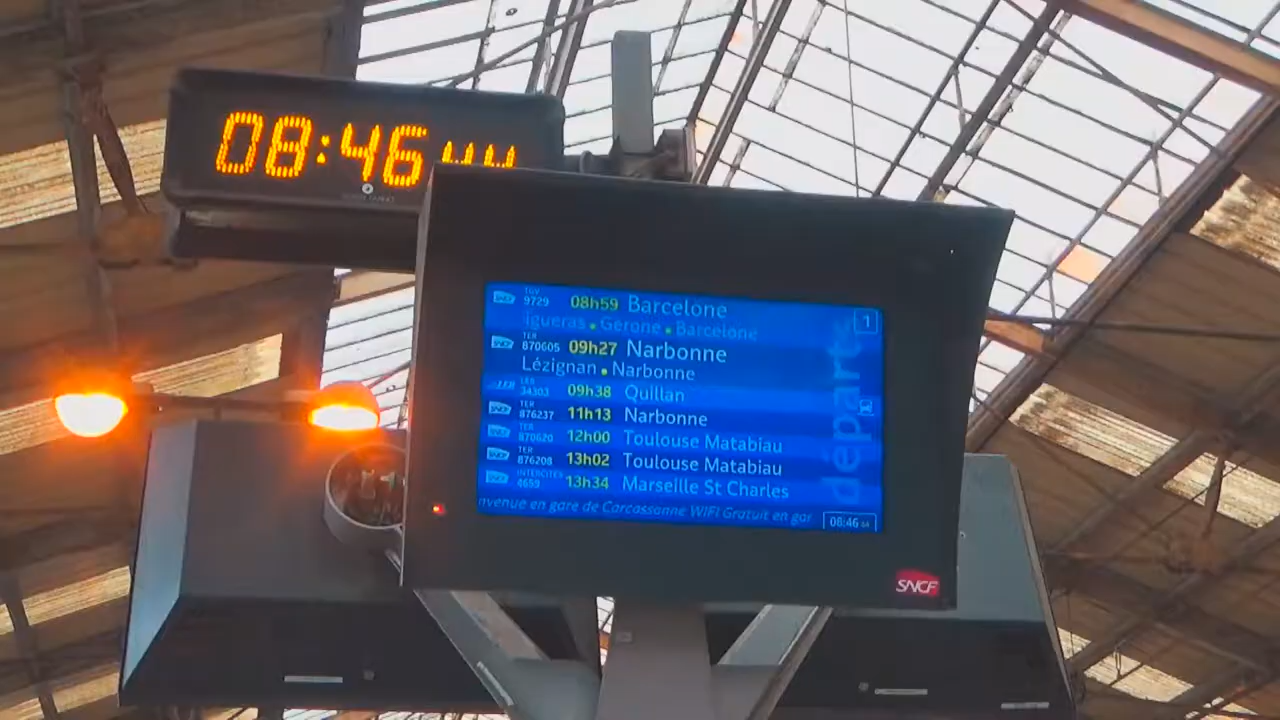 08:46
TGV
9729 08h59 Barcelone 1
igueras • Gérone • Barcelone
TER
870605 09h27 Narbonne
Lézignan • Narbonne
34303 09h38 Quillan
TER
876237 11h13 Narbonne
TER
870620 12h00 Toulouse Matabiau
TER
876208 13h02 Toulouse Matabiau
INTERCITÉS
4659 13h34 Marseille St Charles
départs
nvenue en gare de Carcassonne WIFI Gratuit en gar
08:46
SNCF